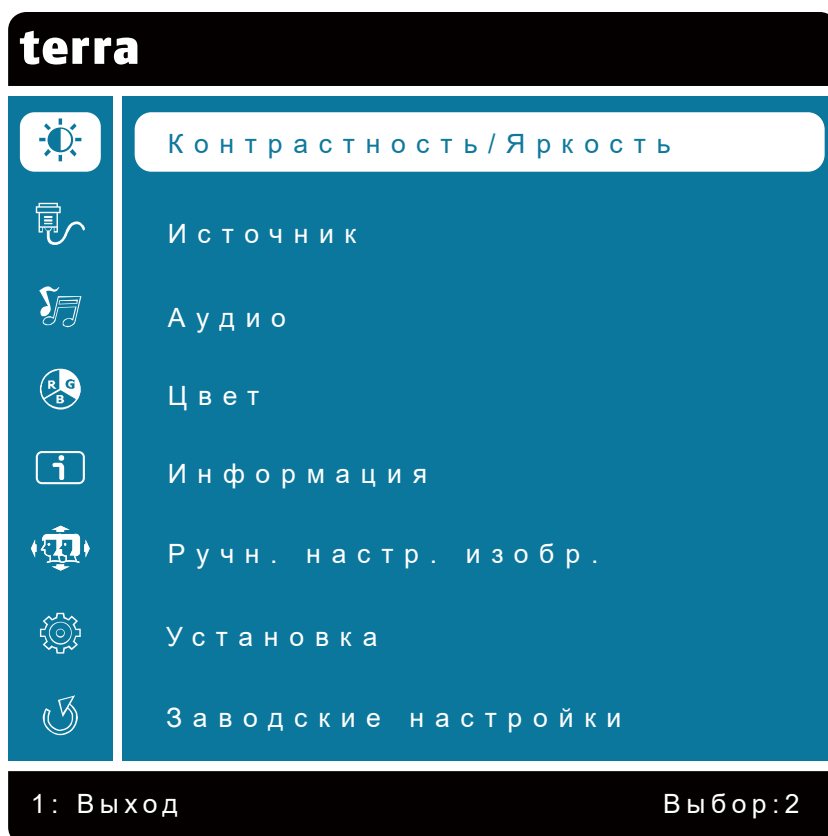 terra
Контрастность/Яркость
Источник
Аудио
R G
B
Цвет
i
Информация
Ручн. настр. изобр.
Установка
Заводские настройки
1: Выход
Выбор:2